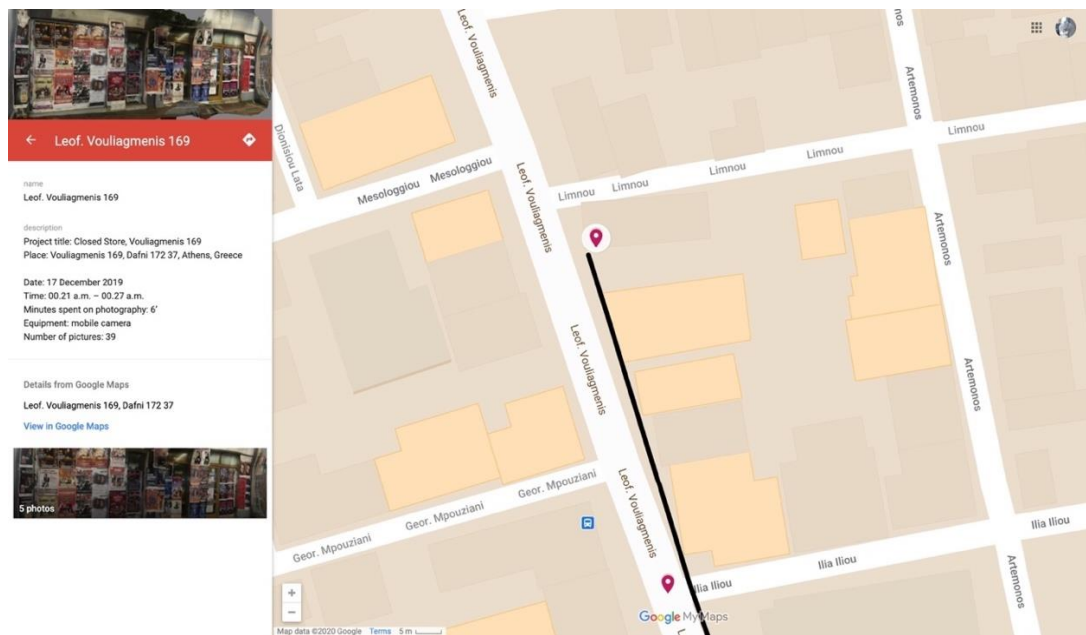 Leof. Vouliagmenis 169
name
Leof. Vouliagmenis 169
description
Project title: Closed Store, Vouliagmenis 169
Place: Vouliagmenis 169, Dafni 172 37, Athens, Greece
Date: 17 December 2019
Time: 00.21 a.m. – 00.27 a.m.
Minutes spent on photography: 6'
Equipment: mobile camera
Number of pictures: 39
Details from Google Maps
Leof. Vouliagmenis 169, Dafni 172 37
View in Google Maps
5 photos
Leof. Vouliagmenis
nos
Artemonos
Limnou
Limnou
Limnou
Limnou
Limnou
Dionisiou Lata
Mesologgiou
Mesologgiou
Leof. Vouliagmenis
Artemonos
Leof. Vouliagmenis
Artemonos
Leof. Vouliagmenis
Geor. Mpouziani
Geor. Mpouziani
Geor. Mpouziani
Ilia Iliou
Ilia Iliou
Ilia Iliou
Artemonos
L
+
−
Google My Maps
Map data ©2020 Google
Terms
5 m